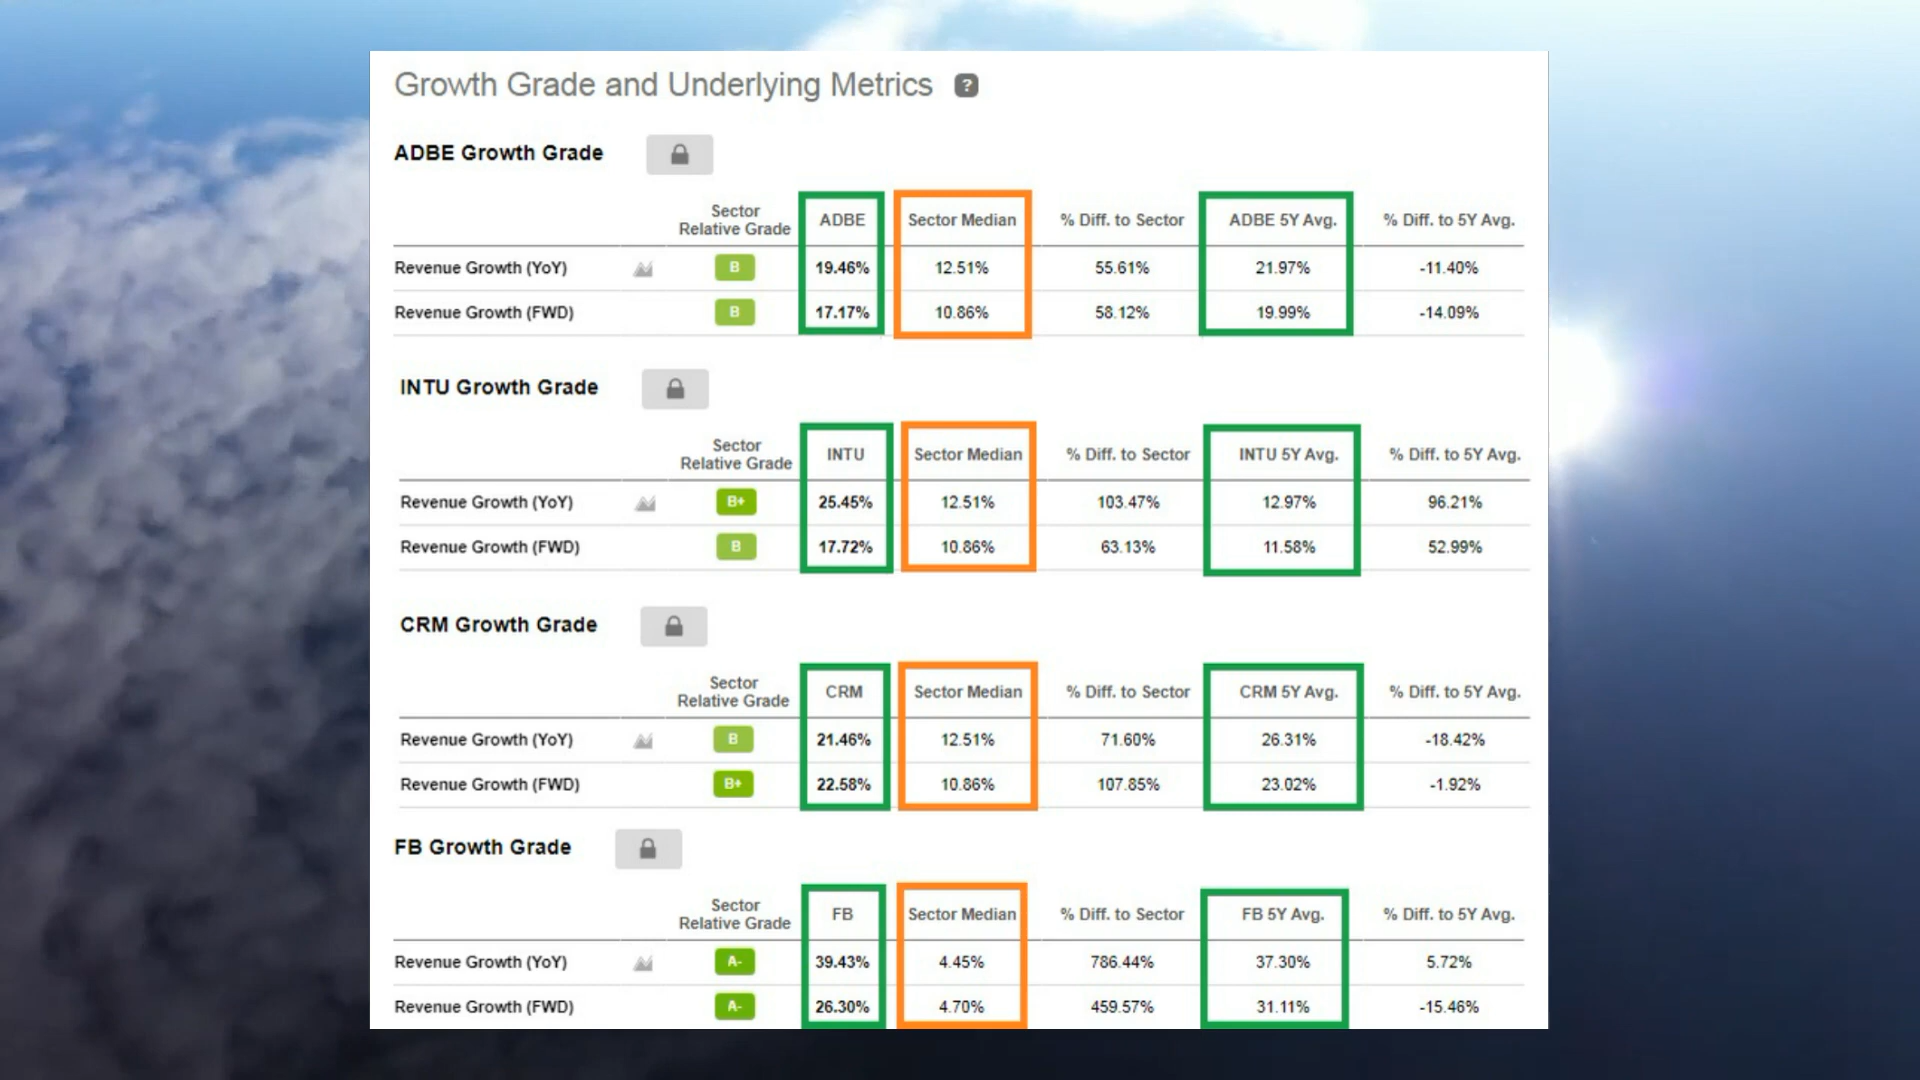 Growth Grade and Underlying Metrics ?
ADBE Growth Grade
Sector Relative Grade ADBE Sector Median % Diff. to Sector ADBE 5Y Avg. % Diff. to 5Y Avg.
Revenue Growth (YoY) B 19.46% 12.51% 55.61% 21.97% -11.40%
Revenue Growth (FWD) B 17.17% 10.86% 58.12% 19.99% -14.09%
INTU Growth Grade
Sector Relative Grade INTU Sector Median % Diff. to Sector INTU 5Y Avg. % Diff. to 5Y Avg.
Revenue Growth (YoY) B+ 25.45% 12.51% 103.47% 12.97% 96.21%
Revenue Growth (FWD) B 17.72% 10.86% 63.13% 11.58% 52.99%
CRM Growth Grade
Sector Relative Grade CRM Sector Median % Diff. to Sector CRM 5Y Avg. % Diff. to 5Y Avg.
Revenue Growth (YoY) B 21.46% 12.51% 71.60% 26.31% -18.42%
Revenue Growth (FWD) B+ 22.58% 10.86% 107.85% 23.02% -1.92%
FB Growth Grade
Sector Relative Grade FB Sector Median % Diff. to Sector FB 5Y Avg. % Diff. to 5Y Avg.
Revenue Growth (YoY) A- 39.43% 4.45% 786.44% 37.30% 5.72%
Revenue Growth (FWD) A- 26.30% 4.70% 459.57% 31.11% -15.46%